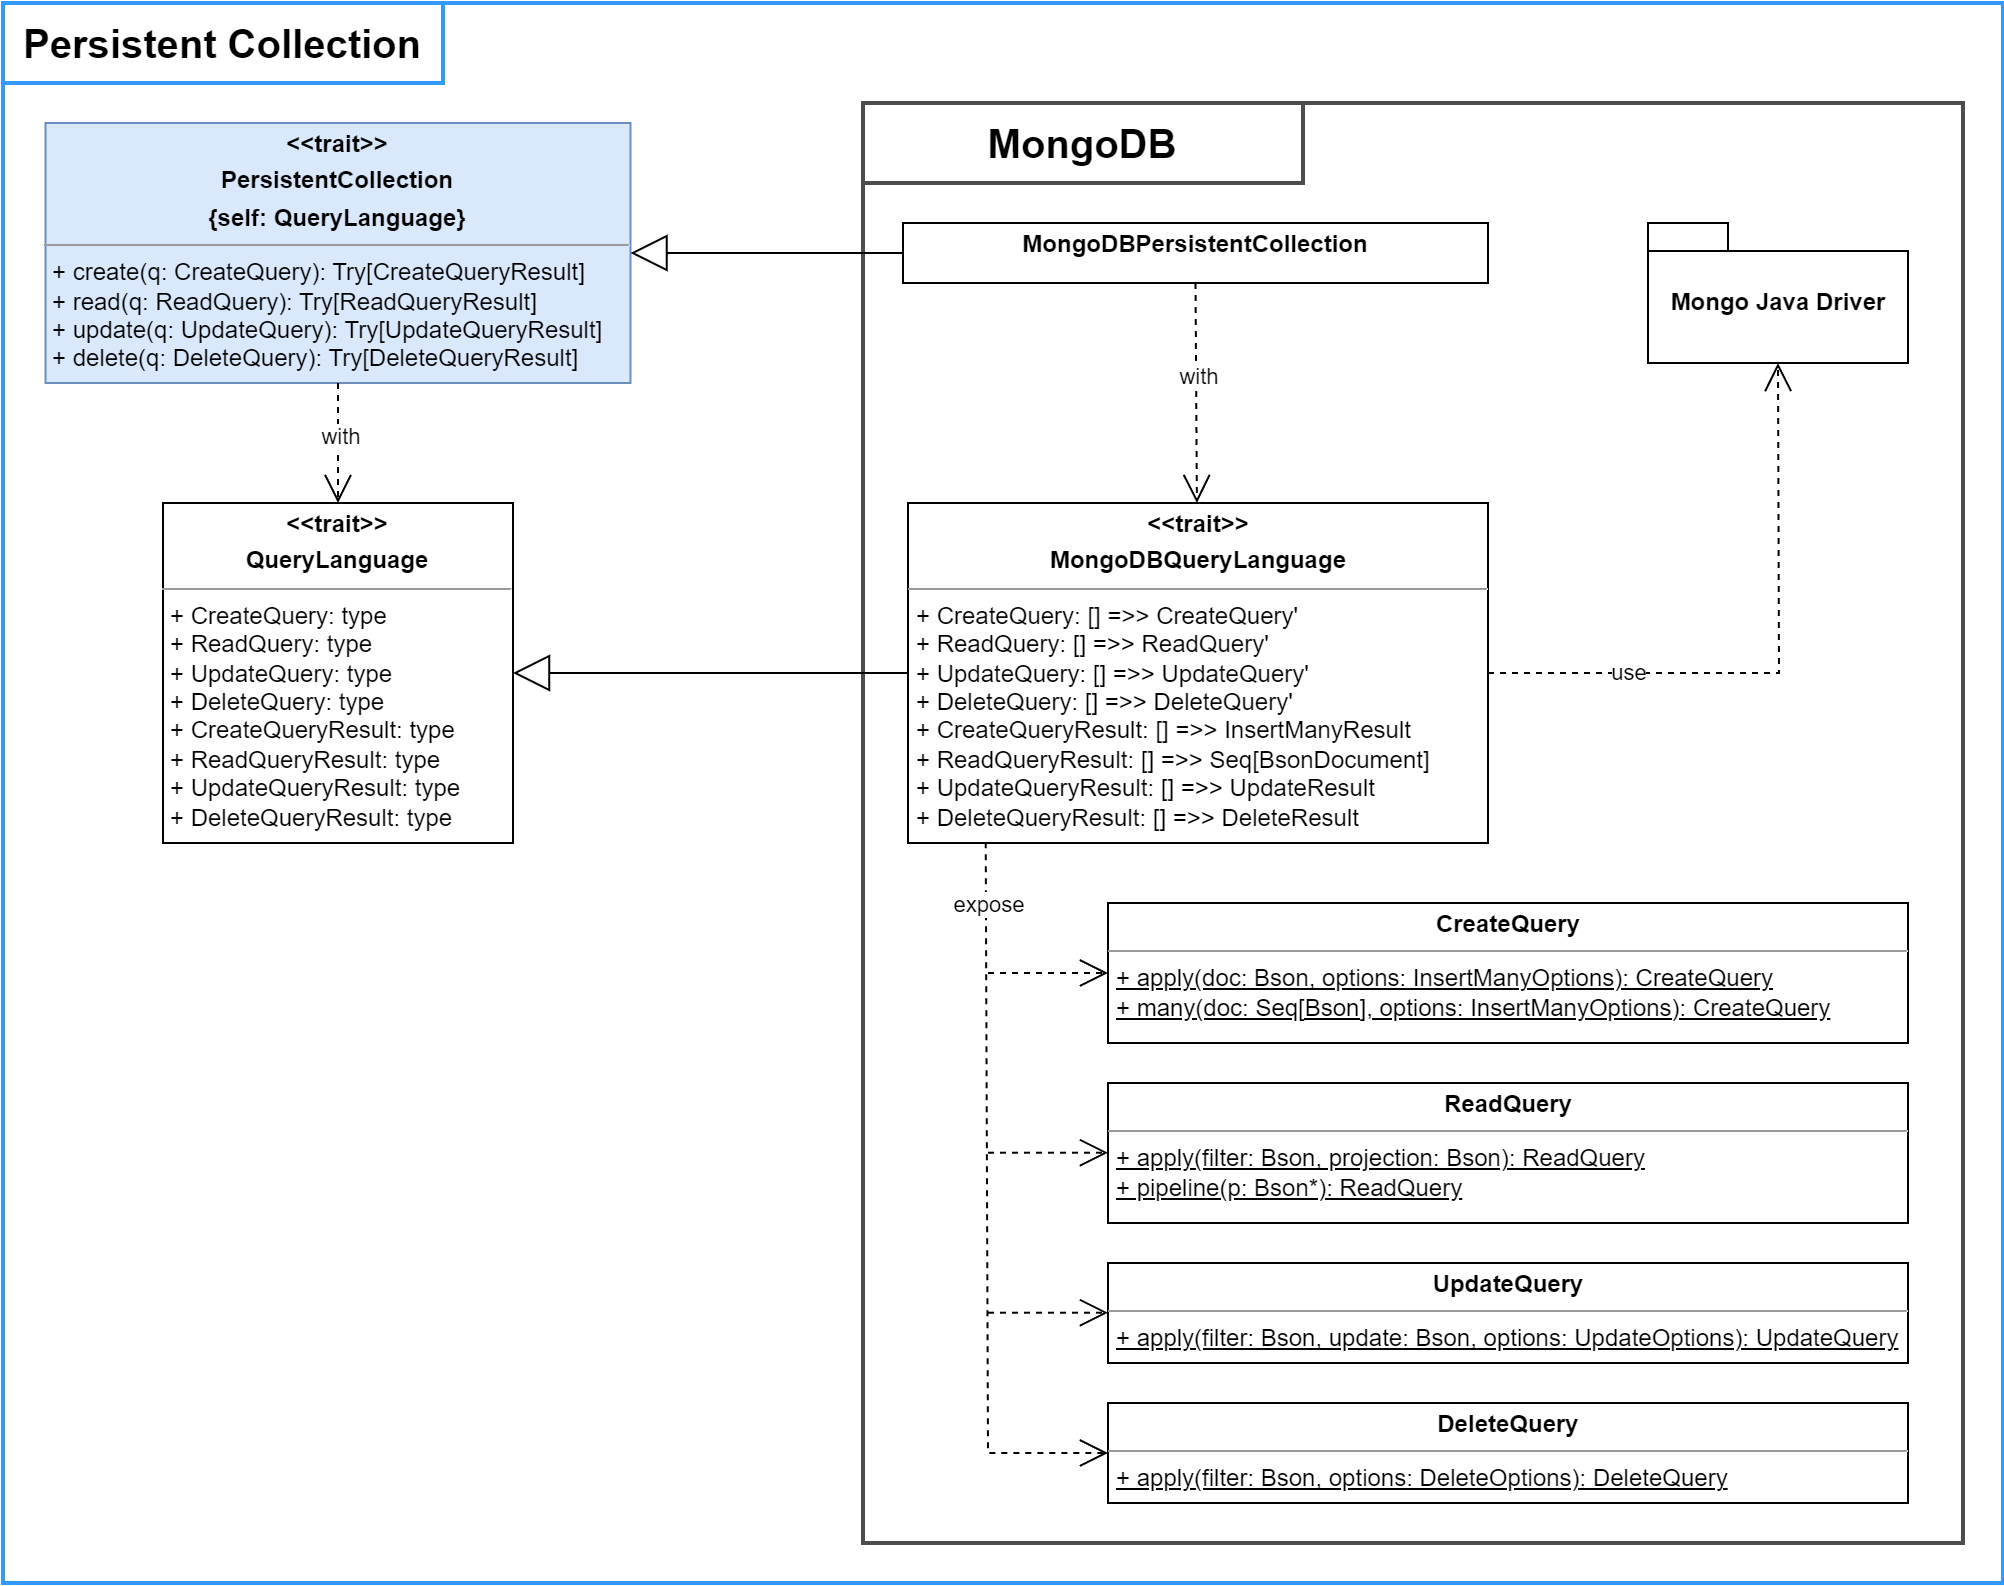 Persistent Collection
<<trait>>
PersistentCollection
{self: QueryLanguage}
+ create(q: CreateQuery): Try[CreateQueryResult]
+ read(q: ReadQuery): Try[ReadQueryResult]
+ update(q: UpdateQuery): Try[UpdateQueryResult]
+ delete(q: DeleteQuery): Try[DeleteQueryResult]
with
<<trait>>
QueryLanguage
+ CreateQuery: type
+ ReadQuery: type
+ UpdateQuery: type
+ DeleteQuery: type
+ CreateQueryResult: type
+ ReadQueryResult: type
+ UpdateQueryResult: type
+ DeleteQueryResult: type
MongoDB
MongoDBPersistentCollection
Mongo Java Driver
with
<<trait>>
MongoDBQueryLanguage
+ CreateQuery: [] =>> CreateQuery'
+ ReadQuery: [] =>> ReadQuery'
+ UpdateQuery: [] =>> UpdateQuery'
+ DeleteQuery: [] =>> DeleteQuery'
+ CreateQueryResult: [] =>> InsertManyResult
+ ReadQueryResult: [] =>> Seq[BsonDocument]
+ UpdateQueryResult: [] =>> UpdateResult
+ DeleteQueryResult: [] =>> DeleteResult
use
expose
CreateQuery
+ apply(doc: Bson, options: InsertManyOptions): CreateQuery
+ many(doc: Seq[Bson], options: InsertManyOptions): CreateQuery
ReadQuery
+ apply(filter: Bson, projection: Bson): ReadQuery
+ pipeline(p: Bson*): ReadQuery
UpdateQuery
+ apply(filter: Bson, update: Bson, options: UpdateOptions): UpdateQuery
DeleteQuery
+ apply(filter: Bson, options: DeleteOptions): DeleteQuery